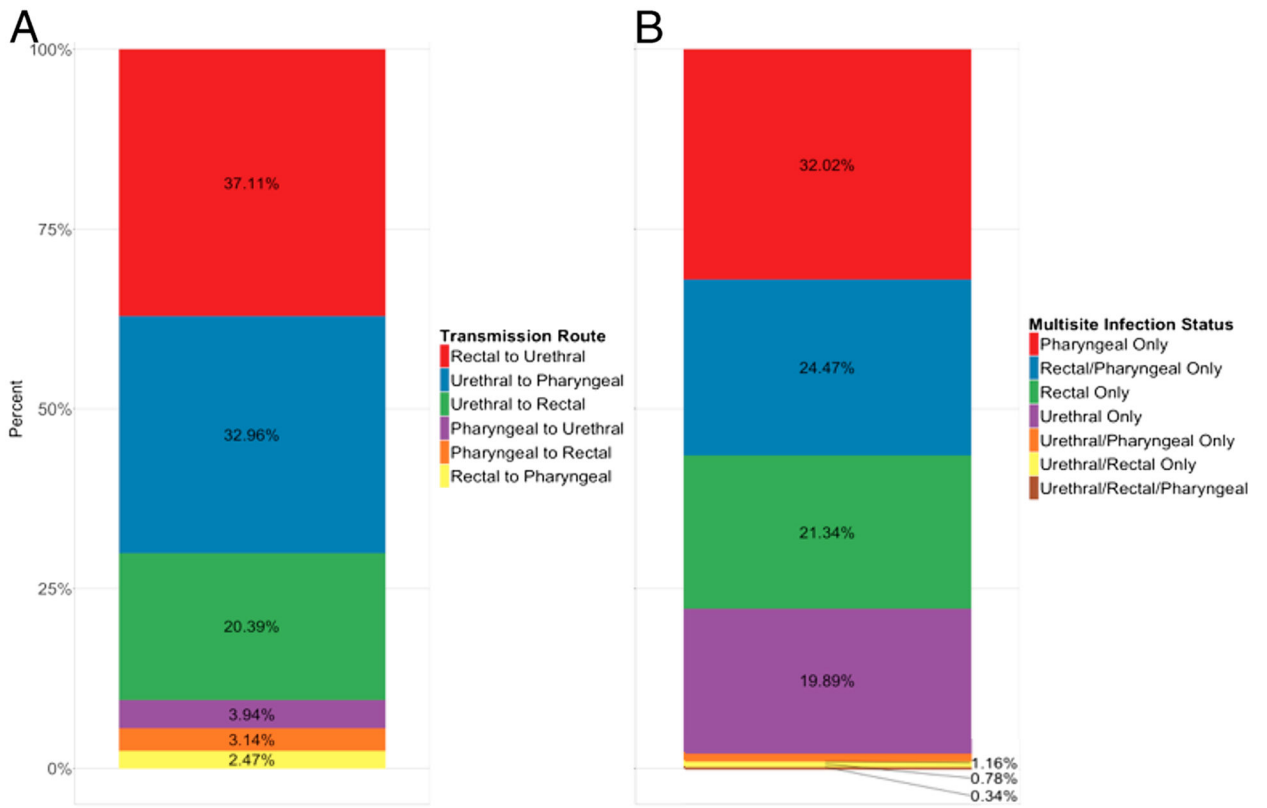 A
100%
75%
50%
25%
0%
Percent
37.11%
32.96%
20.39%
3.94%
3.14%
2.47%
Transmission Route
Rectal to Urethral
Urethral to Pharyngeal
Urethral to Rectal
Pharyngeal to Urethral
Pharyngeal to Rectal
Rectal to Pharyngeal
B
32.02%
24.47%
21.34%
19.89%
1.16%
0.78%
0.34%
Multisite Infection Status
Pharyngeal Only
Rectal/Pharyngeal Only
Rectal Only
Urethral Only
Urethral/Pharyngeal Only
Urethral/Rectal Only
Urethral/Rectal/Pharyngeal